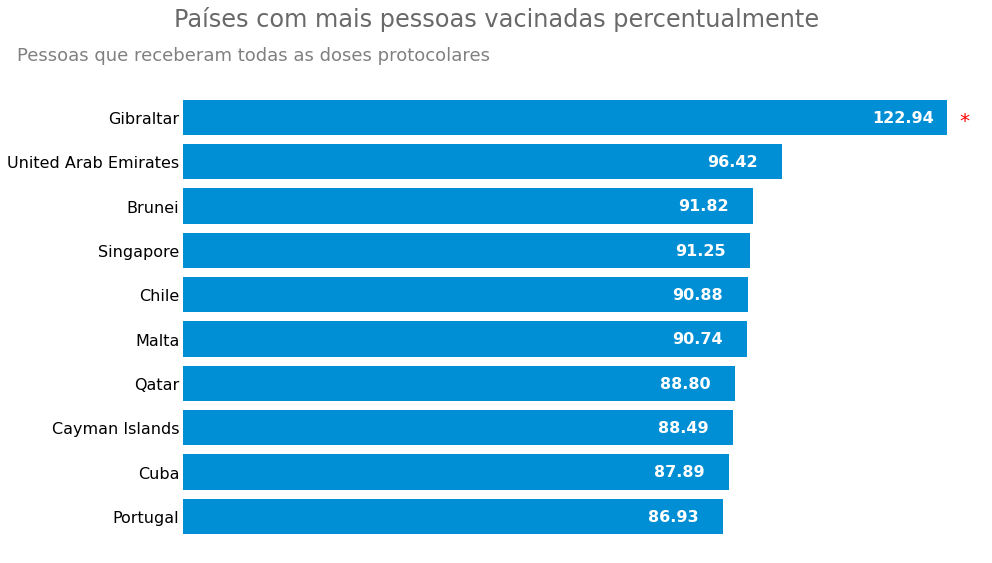 Países com mais pessoas vacinadas percentualmente
Pessoas que receberam todas as doses protocolares
Gibraltar 122.94 *
United Arab Emirates 96.42
Brunei 91.82
Singapore 91.25
Chile 90.88
Malta 90.74
Qatar 88.80
Cayman Islands 88.49
Cuba 87.89
Portugal 86.93